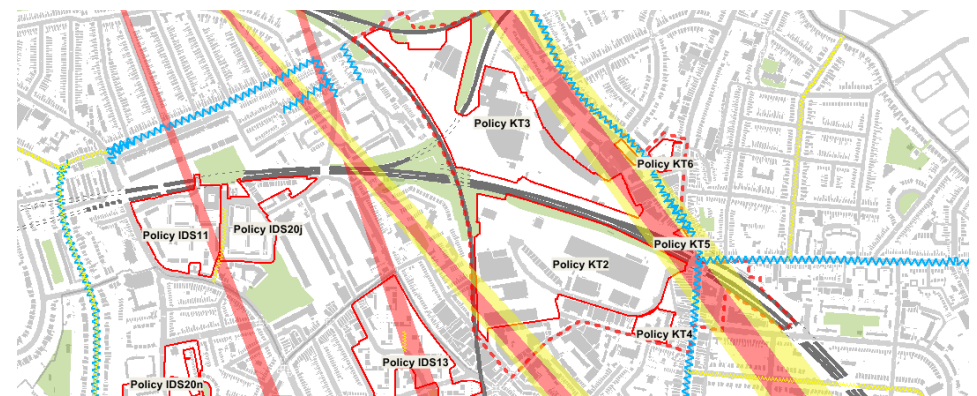 Policy KT3
Policy KT6
Policy IDS11
Policy IDS20j
Policy KT5
Policy KT2
Policy KT4
Policy IDS13
Policy IDS20n